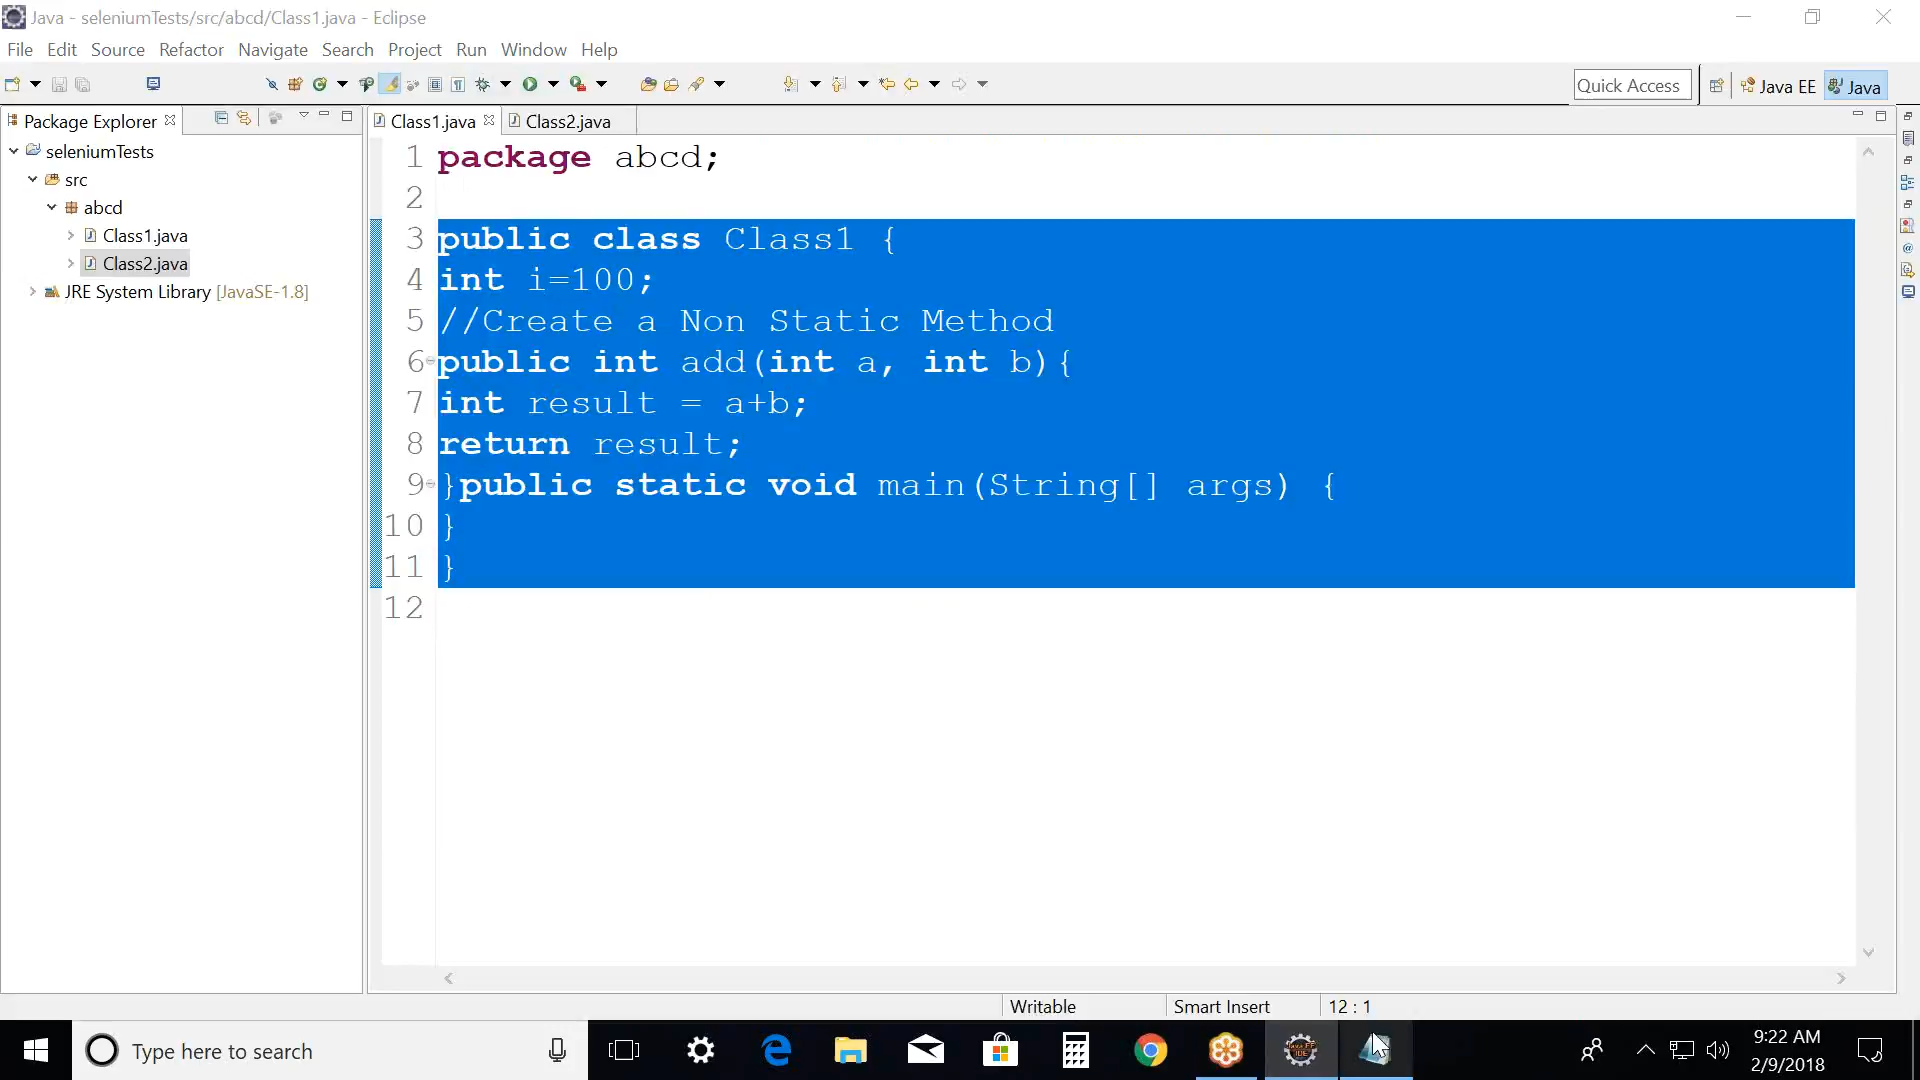 Java - seleniumTests/src/abcd/Class1.java - Eclipse
File Edit Source Refactor Navigate Search Project Run Window Help
Quick Access Java EE Java
Package Explorer
Class1.java Class2.java
seleniumTests
src
abcd
Class1.java
Class2.java
JRE System Library [JavaSE-1.8]
1 package abcd;
2
3 public class Class1 {
4 int i=100;
5 //Create a Non Static Method
6 public int add(int a, int b){
7 int result = a+b;
8 return result;
9 }public static void main(String[] args) {
10 }
11 }
12
Writable Smart Insert 12 : 1
Type here to search
9:22 AM
2/9/2018